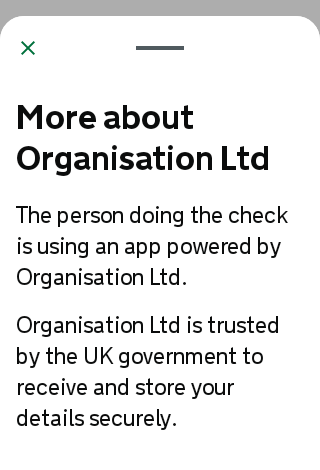 More about
Organisation Ltd
The person doing the check
is using an app powered by
Organisation Ltd.
Organisation Ltd is trusted
by the UK government to
receive and store your
details securely.